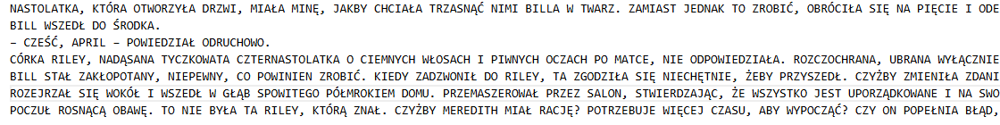 NASTOLATKA, KTÓRA OTWORZYŁA DRZWI, MIAŁA MINĘ, JAKBY CHCIAŁA TRZASNĄĆ NIMI BILLA W TWARZ. ZAMIAST JEDNAK TO ZROBIĆ, OBRÓCIŁA SIĘ NA PIĘCIE I ODE
BILL WSZEDŁ DO ŚRODKA.
– CZEŚĆ, APRIL – POWIEDZIAŁ ODRUCHOWO.
CÓRKA RILEY, NADĄSANA TYCZKOWATA CZTERNASTOLATKA O CIEMNYCH WŁOSACH I PIWNYCH OCZACH PO MATCE, NIE ODPOWIEDZIAŁA. ROZCZOCHRANA, UBRANA WYŁĄCZNIE
BILL STAŁ ZAKŁOPOTANY, NIEPEWNY, CO POWINIEN ZROBIĆ. KIEDY ZADZWONIŁ DO RILEY, TA ZGODZIŁA SIĘ NIECHĘTNIE, ŻEBY PRZYSZEDŁ. CZYŻBY ZMIENIŁA ZDANI
ROZEJRZAŁ SIĘ WOKÓŁ I WSZEDŁ W GŁĄB SPOWITEGO PÓŁMROKIEM DOMU. PRZEMASZEROWAŁ PRZEZ SALON, STWIERDZAJĄC, ŻE WSZYSTKO JEST UPORZĄDKOWANE I NA SWO
POCZUŁ ROSNĄCĄ OBAWĘ. TO NIE BYŁA TA RILEY, KTÓRĄ ZNAŁ. CZYŻBY MEREDITH MIAŁ RACJĘ? POTRZEBUJE WIĘCEJ CZASU, ABY WYPOCZĄĆ? CZY ON POPEŁNIA BŁĄD,